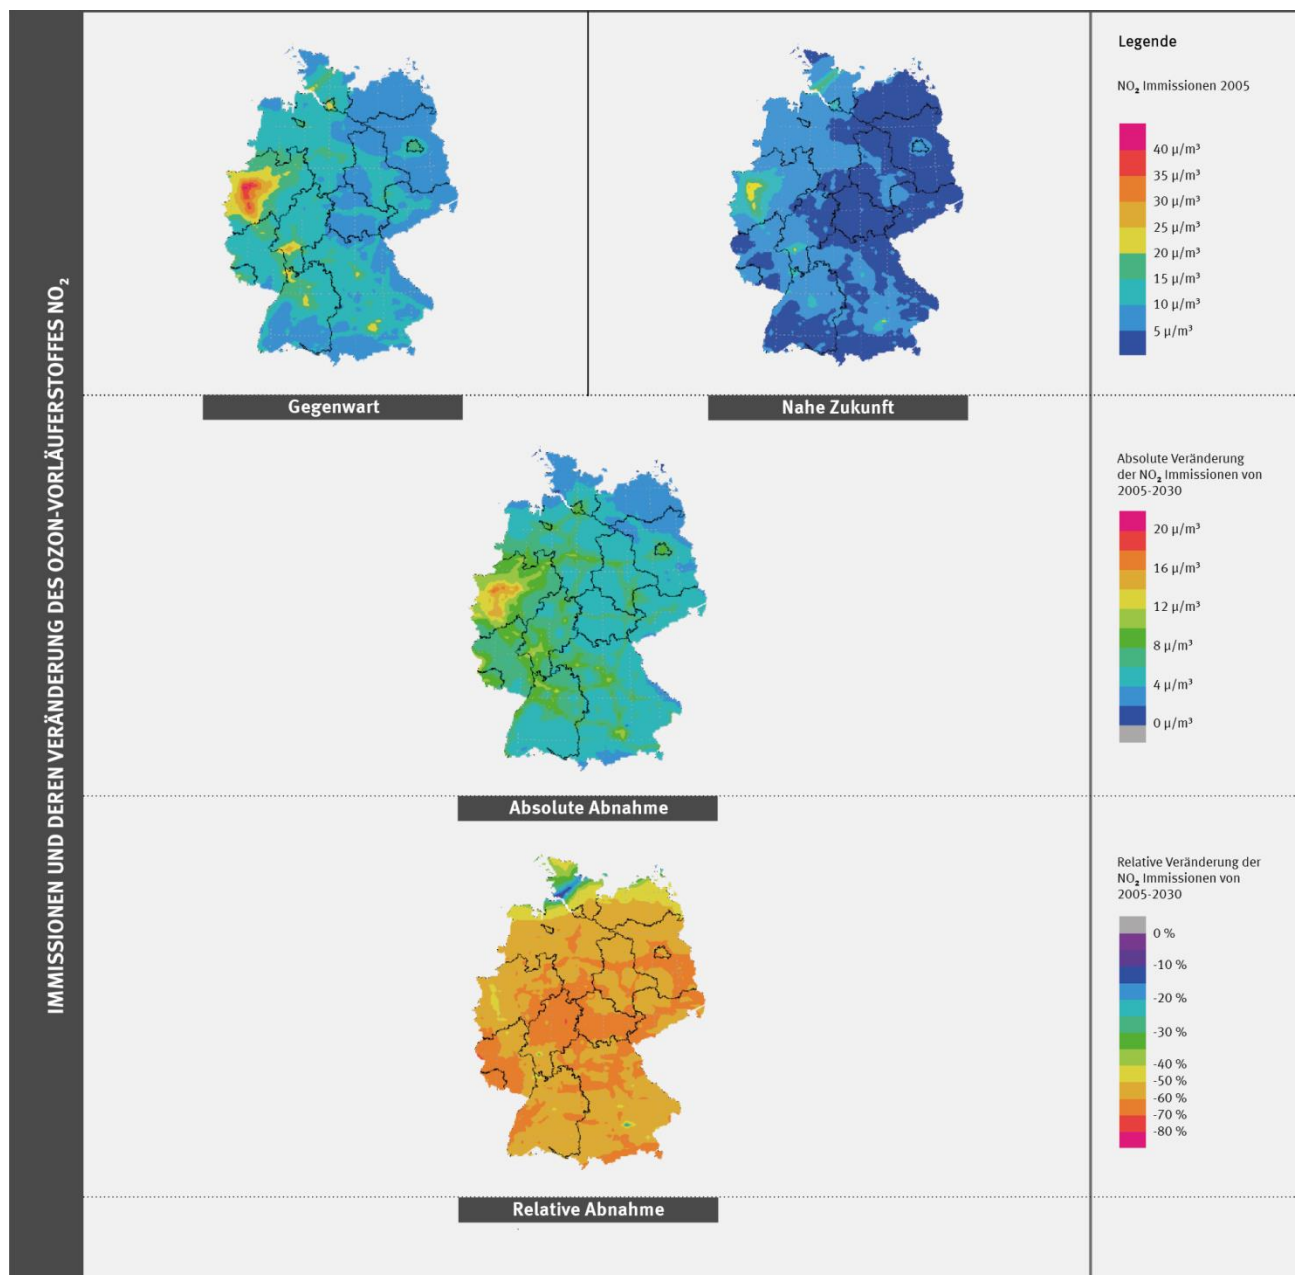 IMMISSIONEN UND DEREN VERÄNDERUNG DES OZON-VORLÄUFERSTOFFES NO₂
Gegenwart
Nahe Zukunft
Legende
NO₂ Immissionen 2005
40 µ/m³
35 µ/m³
30 µ/m³
25 µ/m³
20 µ/m³
15 µ/m³
10 µ/m³
5 µ/m³
Absolute Abnahme
Absolute Veränderung
der NO₂ Immissionen von
2005-2030
20 µ/m³
16 µ/m³
12 µ/m³
8 µ/m³
4 µ/m³
0 µ/m³
Relative Abnahme
Relative Veränderung der
NO₂ Immissionen von
2005-2030
0 %
-10 %
-20 %
-30 %
-40 %
-50 %
-60 %
-70 %
-80 %